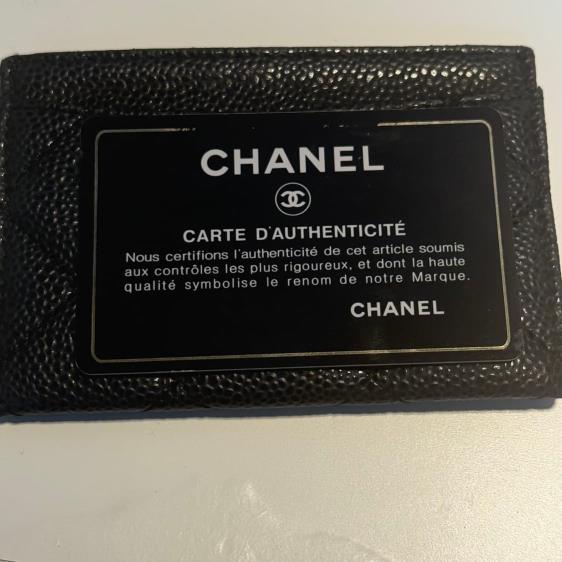 CHANEL
CARTE D'AUTHENTICITÉ
Nous certifions l'authenticité de cet article soumis
aux contrôles les plus rigoureux, et dont la haute
qualité symbolise le renom de notre Marque.
CHANEL